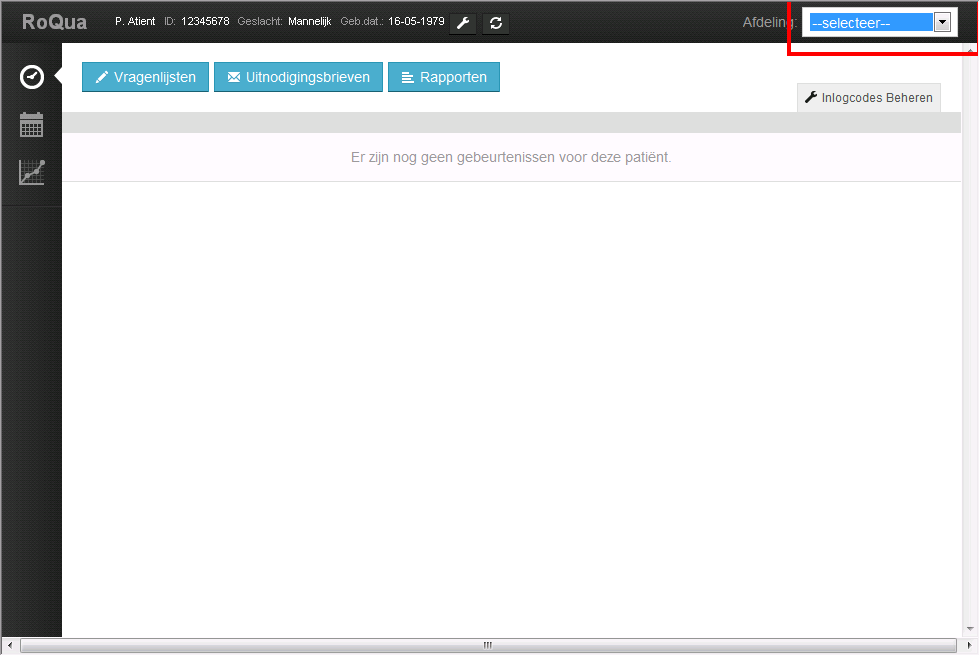 RoQua P. Atient ID: 12345678 Geslacht: Mannelijk Geb.dat.: 16-05-1979 Afdeling: --selecteer--
Vragenlijsten Uitnodigingsbrieven Rapporten
Inlogcodes Beheren
Er zijn nog geen gebeurtenissen voor deze patiënt.